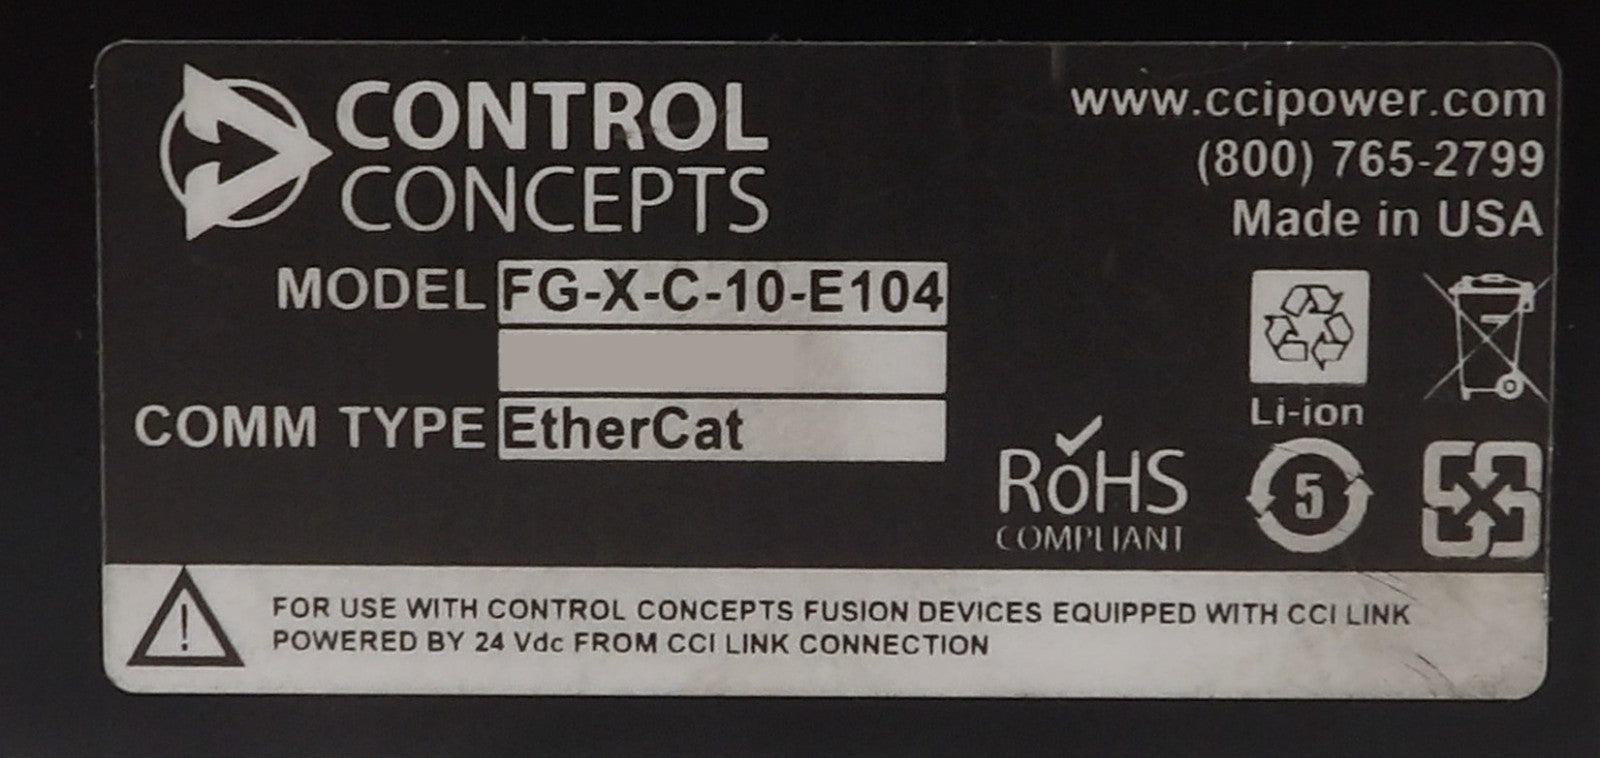 CONTROL
CONCEPTS
www.ccipower.com
(800) 765-2799
Made in USA
MODEL FG-X-C-10-E104
COMM TYPE EtherCat
Li-ion
RoHS
COMPLIANT
5
FOR USE WITH CONTROL CONCEPTS FUSION DEVICES EQUIPPED WITH CCI LINK
POWERED BY 24 Vdc FROM CCI LINK CONNECTION